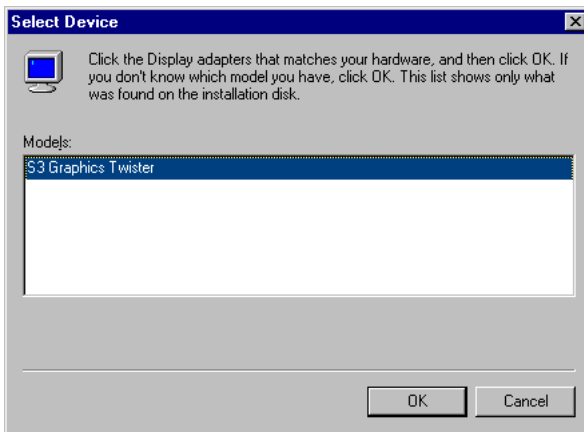 Select Device
Click the Display adapters that matches your hardware, and then click OK. If
you don't know which model you have, click OK. This list shows only what
was found on the installation disk.
Models:
S3 Graphics Twister
OK
Cancel